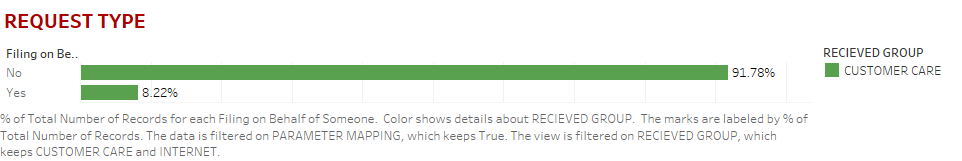 REQUEST TYPE
Filing on Be..
No 91.78%
Yes 8.22%
RECIEVED GROUP
CUSTOMER CARE
% of Total Number of Records for each Filing on Behalf of Someone.  Color shows details about RECIEVED GROUP.  The marks are labeled by % of
Total Number of Records. The data is filtered on PARAMETER MAPPING, which keeps True. The view is filtered on RECIEVED GROUP, which
keeps CUSTOMER CARE and INTERNET.